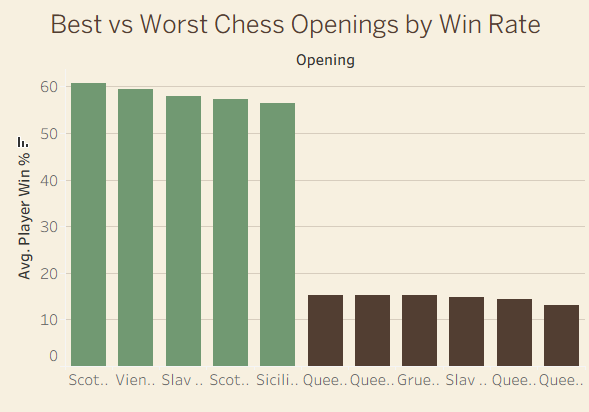 Best vs Worst Chess Openings by Win Rate
Opening
Avg. Player Win %
60
50
40
30
20
10
0
Scot.. Vien.. Slav .. Scot.. Sicili.. Quee.. Quee.. Grue.. Slav .. Quee.. Quee..